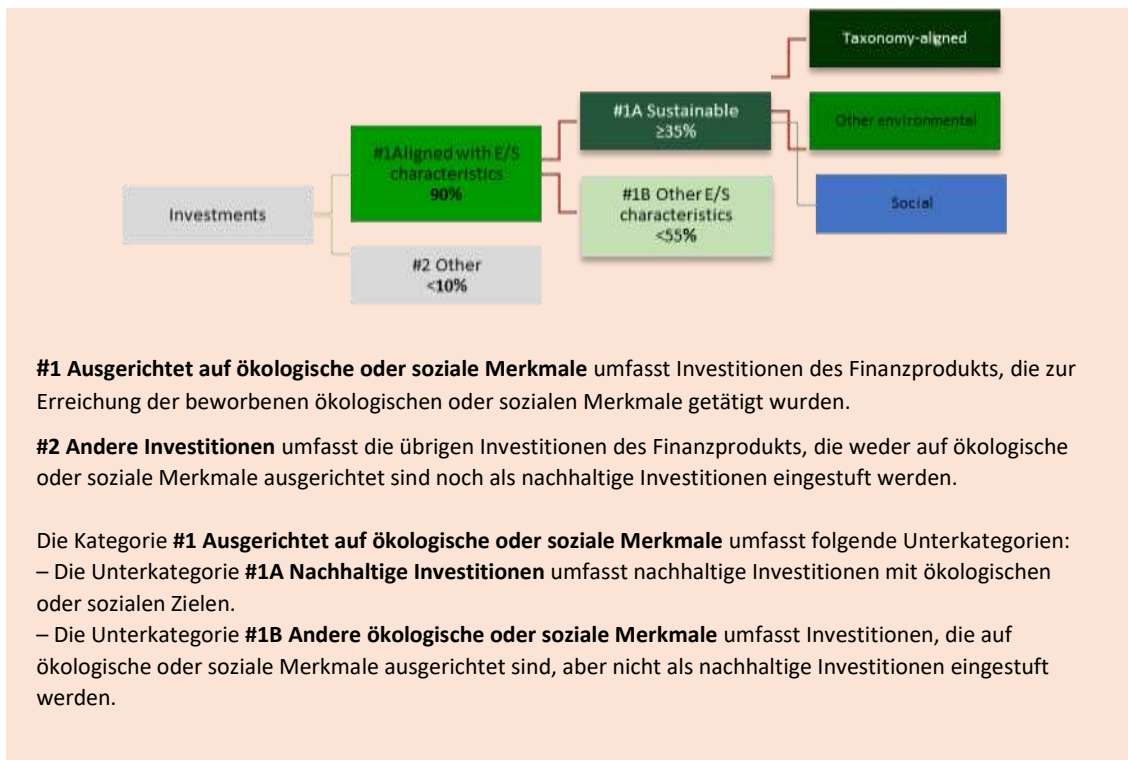 Taxonomy-aligned
#1A Sustainable
≥35%
Other environmental
#1Aligned with E/S
characteristics
90%
#1B Other E/S
characteristics
<55%
Social
Investments
#2 Other
<10%
#1 Ausgerichtet auf ökologische oder soziale Merkmale umfasst Investitionen des Finanzprodukts, die zur
Erreichung der beworbenen ökologischen oder sozialen Merkmale getätigt wurden.
#2 Andere Investitionen umfasst die übrigen Investitionen des Finanzprodukts, die weder auf ökologische
oder soziale Merkmale ausgerichtet sind noch als nachhaltige Investitionen eingestuft werden.
Die Kategorie #1 Ausgerichtet auf ökologische oder soziale Merkmale umfasst folgende Unterkategorien:
– Die Unterkategorie #1A Nachhaltige Investitionen umfasst nachhaltige Investitionen mit ökologischen
oder sozialen Zielen.
– Die Unterkategorie #1B Andere ökologische oder soziale Merkmale umfasst Investitionen, die auf
ökologische oder soziale Merkmale ausgerichtet sind, aber nicht als nachhaltige Investitionen eingestuft
werden.